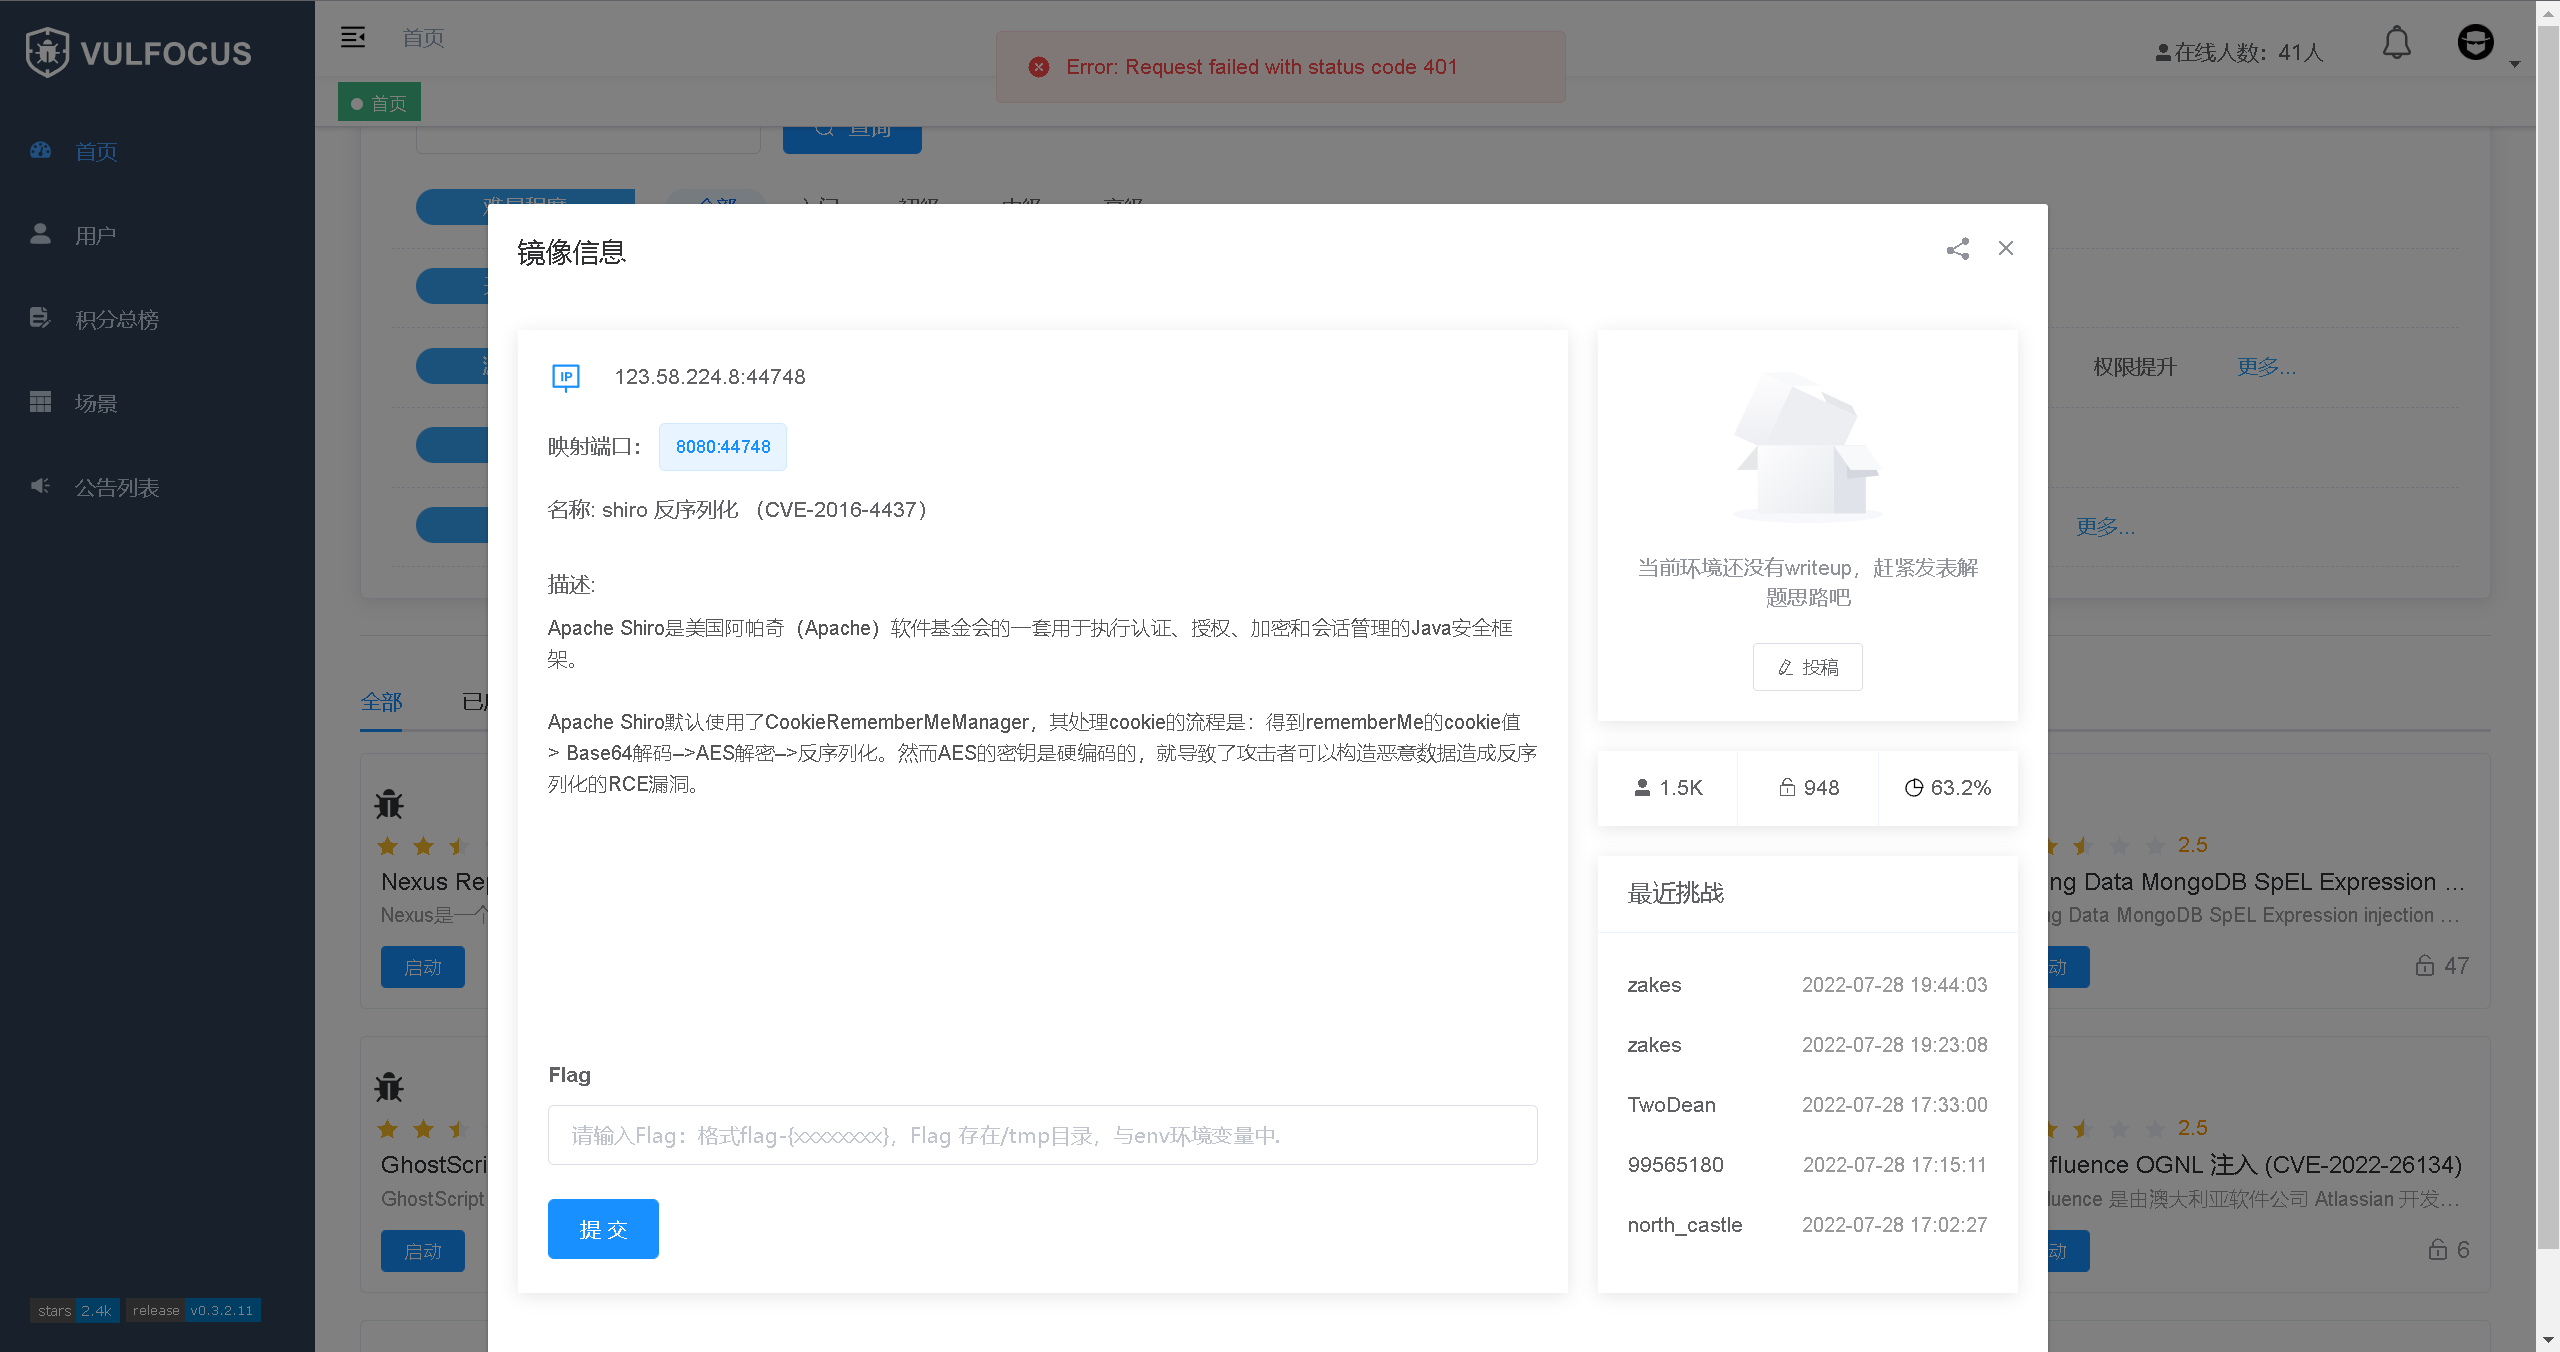 VULFOCUS
首页
用户
积分总榜
场景
公告列表
stars 2.4k release v0.3.2.11
首页
Error: Request failed with status code 401
在线人数：41人
首页
查询
难易程度 全部 入门 初级 中级 高级
权限提升 更多...
更多...
全部
镜像信息
IP 123.58.224.8:44748
映射端口： 8080:44748
名称: shiro 反序列化 （CVE-2016-4437）
描述:
Apache Shiro是美国阿帕奇（Apache）软件基金会的一套用于执行认证、授权、加密和会话管理的Java安全框
架。
Apache Shiro默认使用了CookieRememberMeManager，其处理cookie的流程是：得到rememberMe的cookie值
> Base64解码–>AES解密–>反序列化。然而AES的密钥是硬编码的，就导致了攻击者可以构造恶意数据造成反序
列化的RCE漏洞。
Flag
请输入Flag：格式flag-{xxxxxxxx}，Flag 存在/tmp目录，与env环境变量中.
提 交
当前环境还没有writeup，赶紧发表解
题思路吧
投稿
1.5K 948 63.2%
最近挑战
zakes 2022-07-28 19:44:03
zakes 2022-07-28 19:23:08
TwoDean 2022-07-28 17:33:00
99565180 2022-07-28 17:15:11
north_castle 2022-07-28 17:02:27
Nexus Rep
Nexus是一个
启动
GhostScri
GhostScript
启动
2.5
ng Data MongoDB SpEL Expression ...
ng Data MongoDB SpEL Expression injection ...
动 47
2.5
fluence OGNL 注入 (CVE-2022-26134)
luence 是由澳大利亚软件公司 Atlassian 开发...
动 6